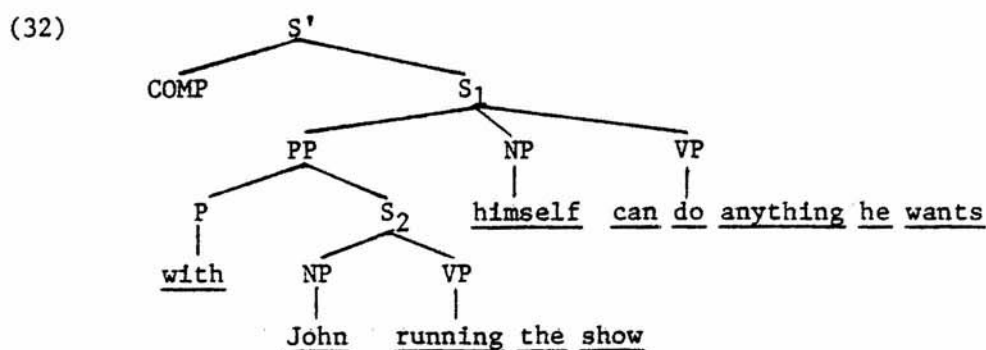 (32) S'
COMP S1
PP NP VP
P S2 himself can do anything he wants
with NP VP
John running the show